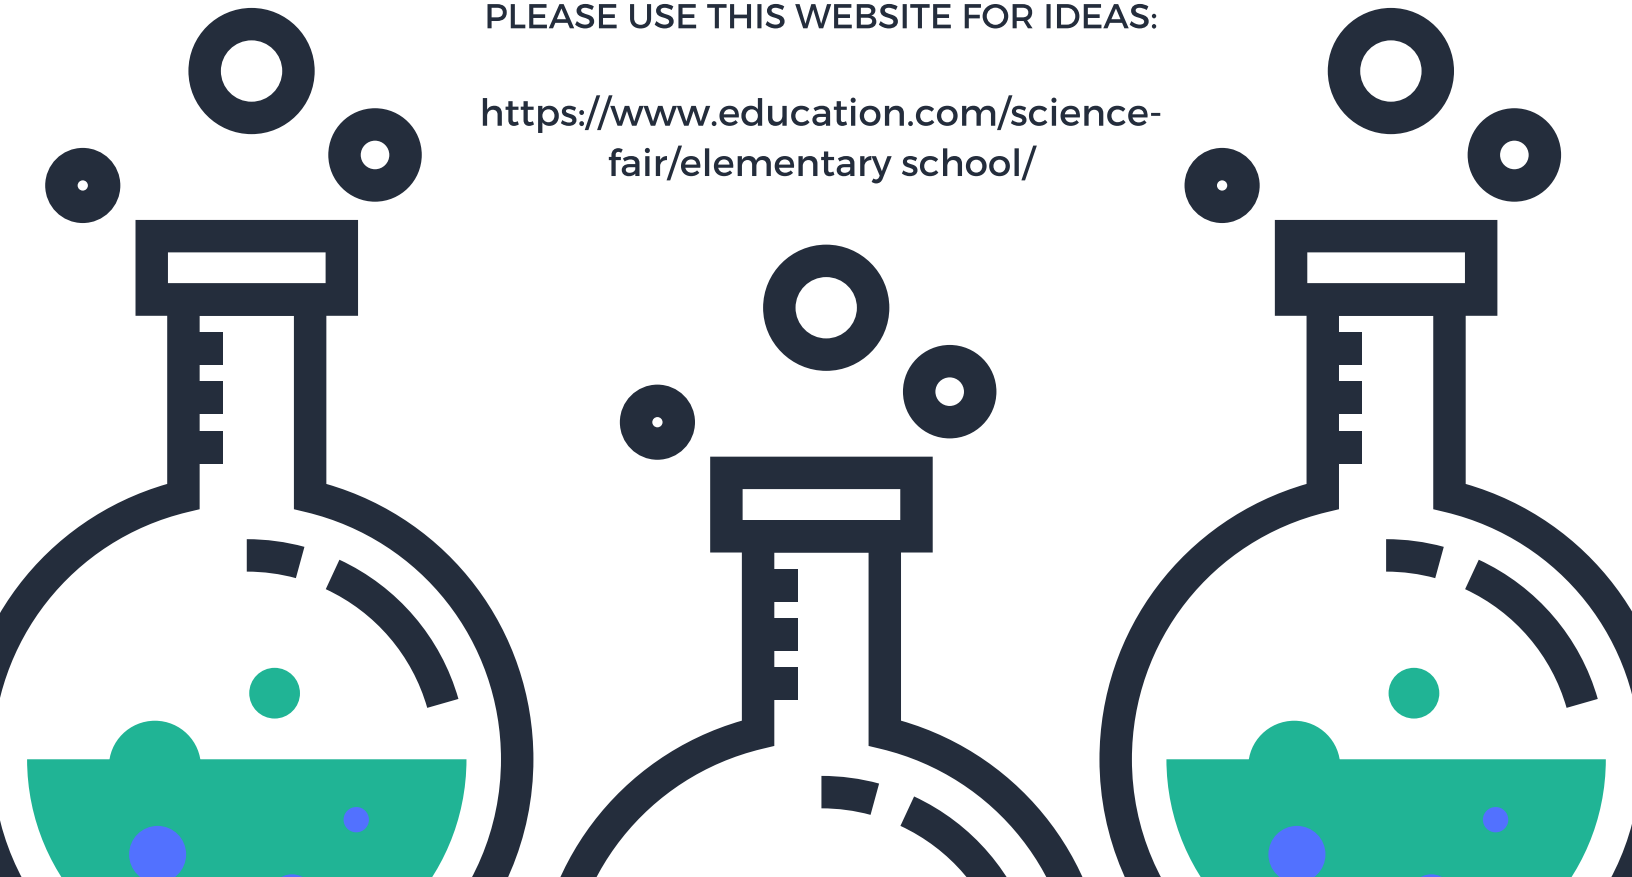 PLEASE USE THIS WEBSITE FOR IDEAS:
https://www.education.com/science-
fair/elementary school/